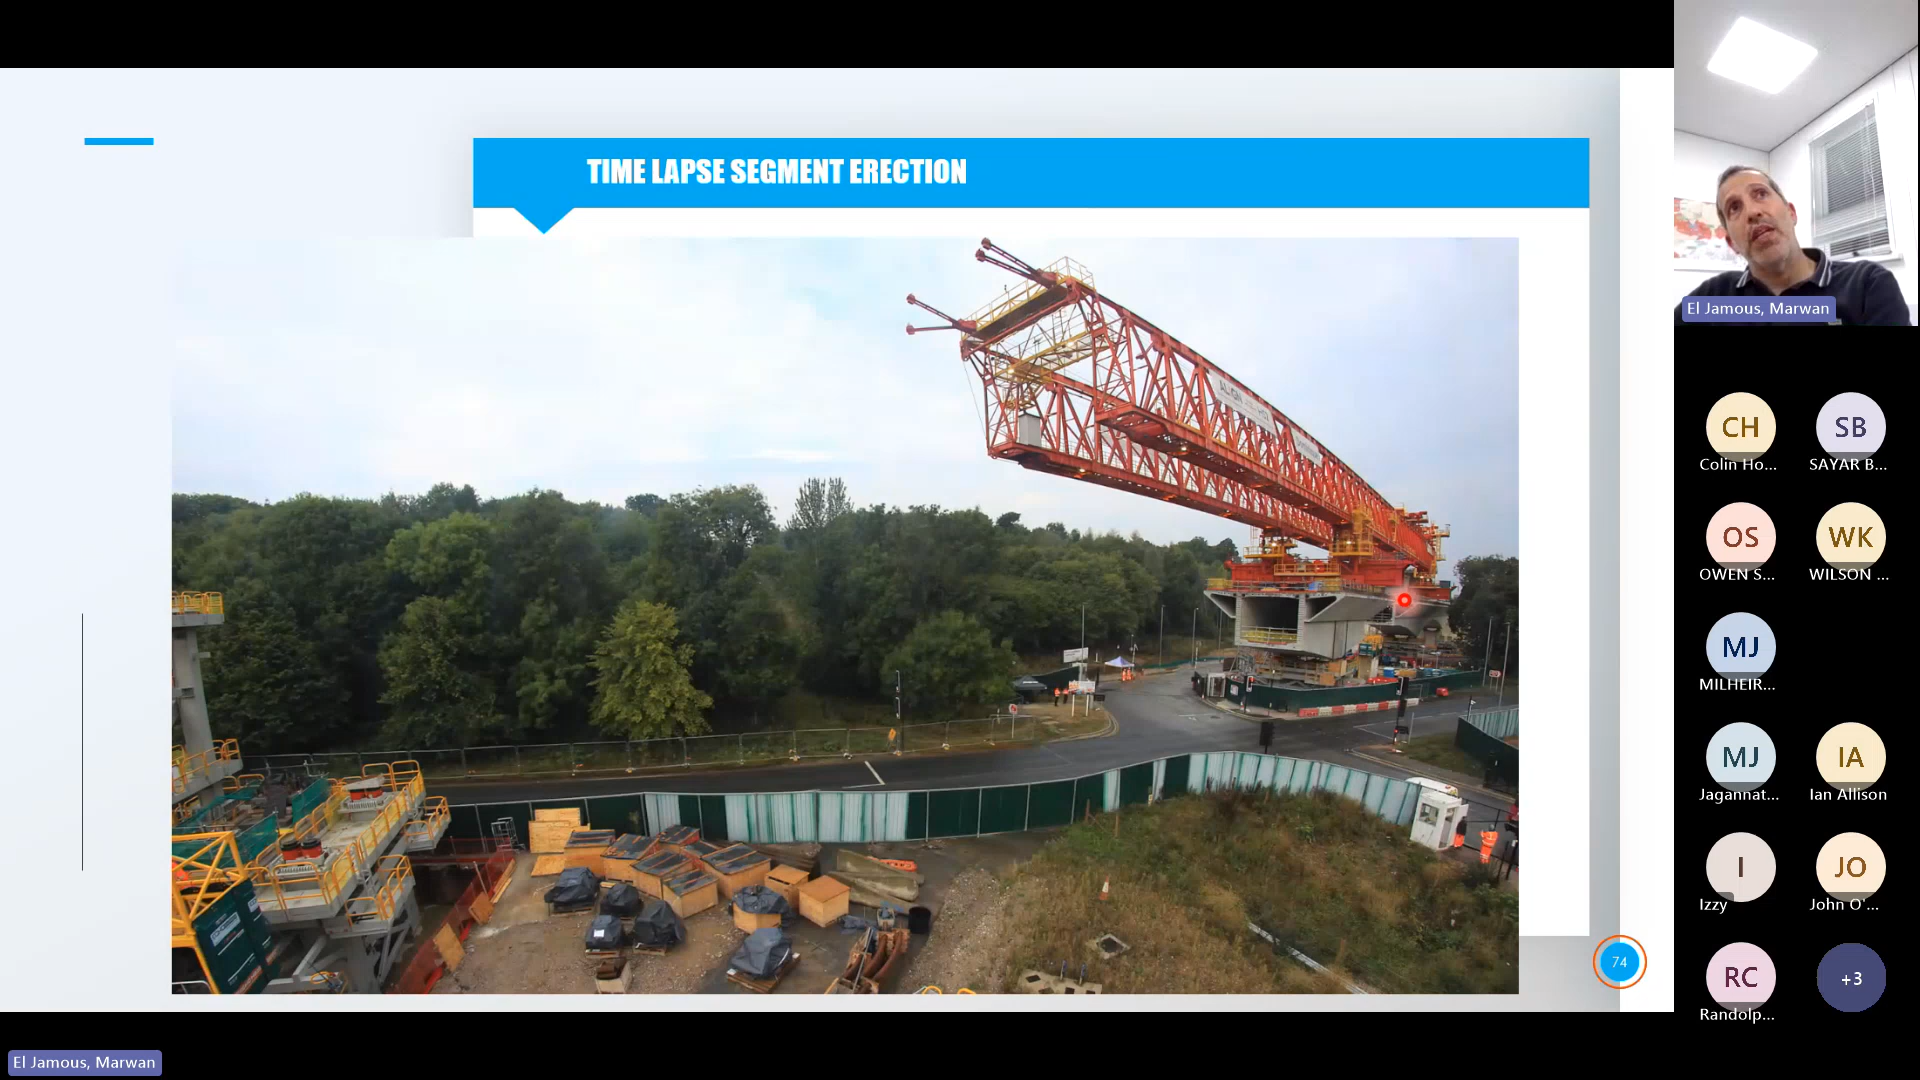 TIME LAPSE SEGMENT ERECTION
ALIGN
74
El Jamous, Marwan
CH
Colin Ho...
SB
SAYAR B...
OS
OWEN S...
WK
WILSON ...
MJ
MILHEIR...
MJ
Jagannat...
IA
Ian Allison
I
Izzy
JO
John O'...
RC
Randolp...
+3
El Jamous, Marwan